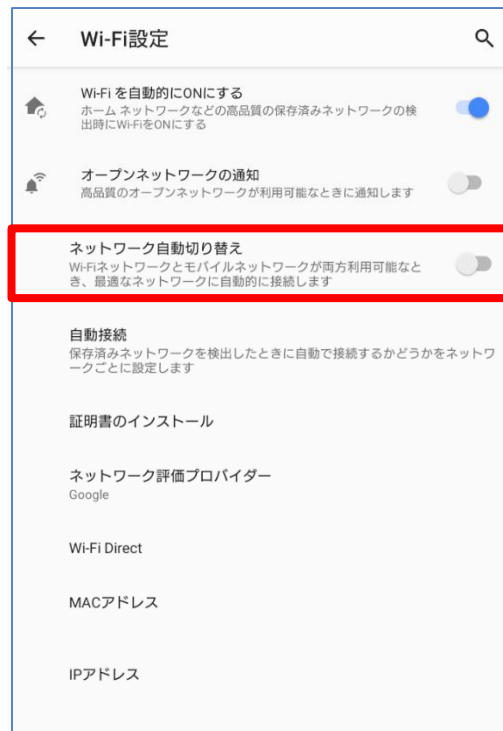 Wi-Fi設定
Wi-Fi を自動的にONにする
ホーム ネットワークなどの高品質の保存済みネットワークの検
出時にWi-FiをONにする
オープンネットワークの通知
高品質のオープンネットワークが利用可能なときに通知します
ネットワーク自動切り替え
Wi-Fiネットワークとモバイルネットワークが両方利用可能なと
き、最適なネットワークに自動的に接続します
自動接続
保存済みネットワークを検出したときに自動で接続するかどうかをネットワ
ークごとに設定します
証明書のインストール
ネットワーク評価プロバイダー
Google
Wi-Fi Direct
MACアドレス
IPアドレス